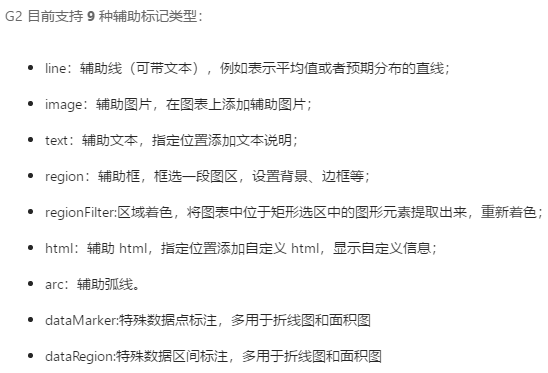 G2 目前支持 9 种辅助标记类型：
line：辅助线（可带文本），例如表示平均值或者预期分布的直线；
image：辅助图片，在图表上添加辅助图片；
text：辅助文本，指定位置添加文本说明；
region：辅助框，框选一段图区，设置背景、边框等；
regionFilter:区域着色，将图表中位于矩形选区中的图形元素提取出来，重新着色；
html：辅助 html，指定位置添加自定义 html，显示自定义信息；
arc：辅助弧线。
dataMarker:特殊数据点标注，多用于折线图和面积图
dataRegion:特殊数据区间标注，多用于折线图和面积图